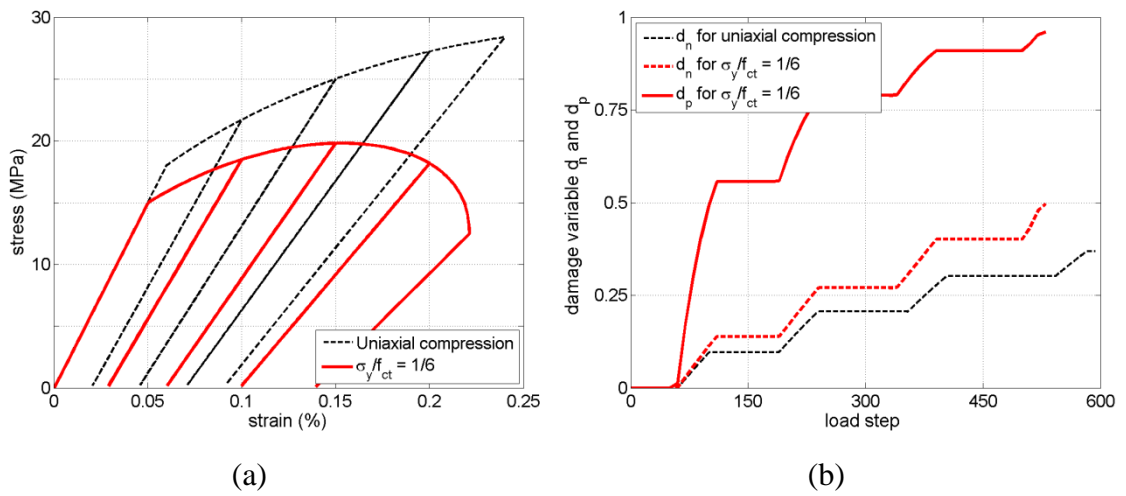 30
20
10
0
0
0.05
0.1
0.15
0.2
0.25
stress (MPa)
strain (%)
Uniaxial compression
σy/fct = 1/6
(a)
1
0.75
0.5
0.25
0
0
150
300
450
600
damage variable dn and dp
load step
dn for uniaxial compression
dn for σy/fct = 1/6
dp for σy/fct = 1/6
(b)